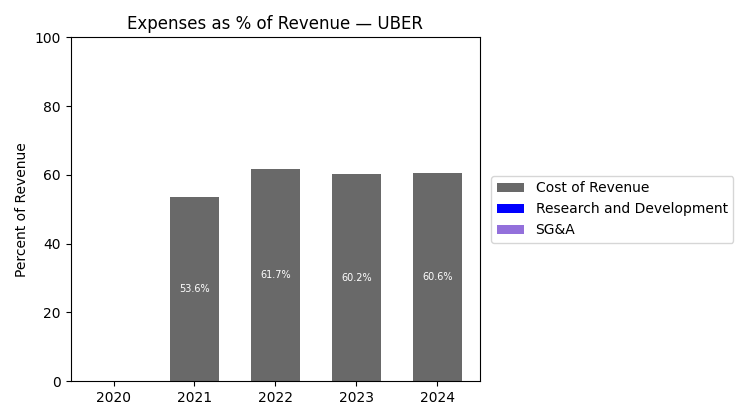 Expenses as % of Revenue — UBER
Percent of Revenue
100
80
60
40
20
0
53.6%
61.7%
60.2%
60.6%
2020 2021 2022 2023 2024
Cost of Revenue
Research and Development
SG&A